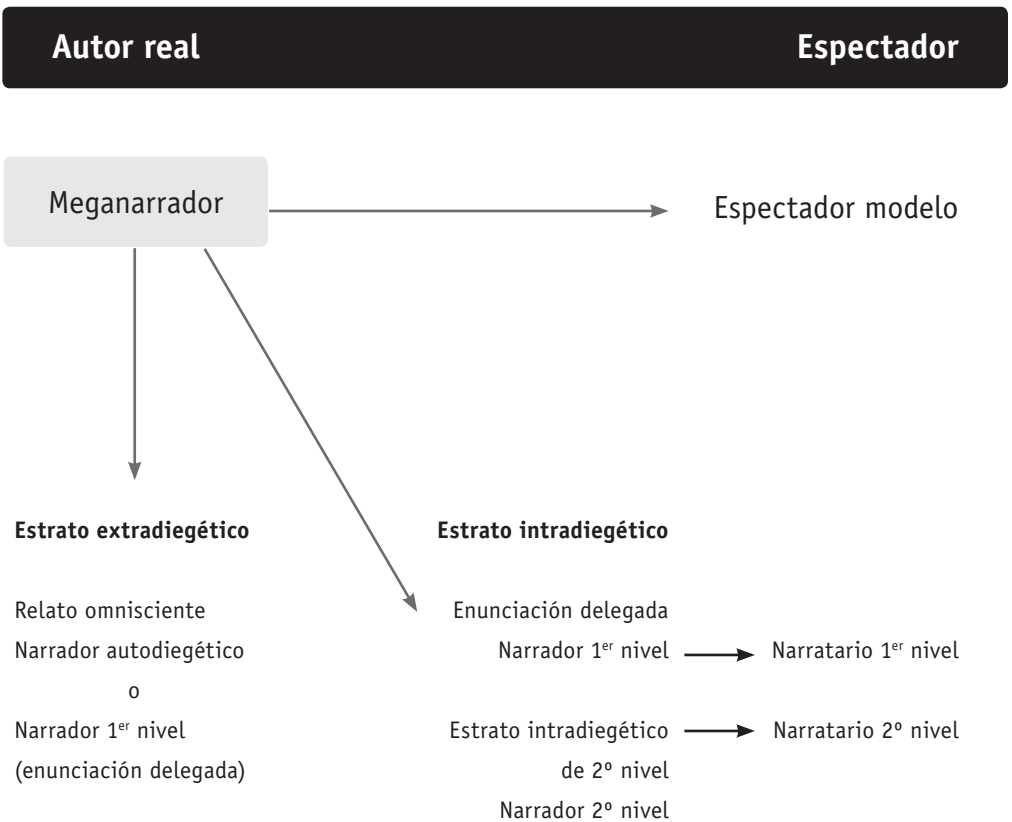 Autor real Espectador
Meganarrador Espectador modelo
Estrato extradiegético Estrato intradiegético
Relato omnisciente Enunciación delegada
Narrador autodiegético Narrador 1er nivel Narratario 1er nivel
o
Narrador 1er nivel Estrato intradiegético Narratario 2º nivel
(enunciación delegada) de 2º nivel
Narrador 2º nivel